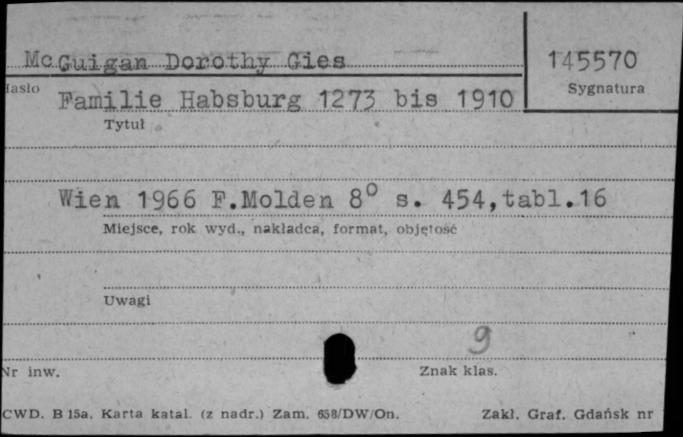 McGuigan Dorothy Gies
145570
Hasło
Sygnatura
Familie Habsburg 1273 bis 1910
Tytuł
Wien 1966 F.Molden 8° s. 454,tabl.16
Miejsce, rok wyd., nakładca, format, objętość
Uwagi
9
Nr inw.
Znak klas.
CWD. B 15a. Karta katal. (z nadr.) Zam. 658/DW/On.
Zakł. Graf. Gdańsk nr